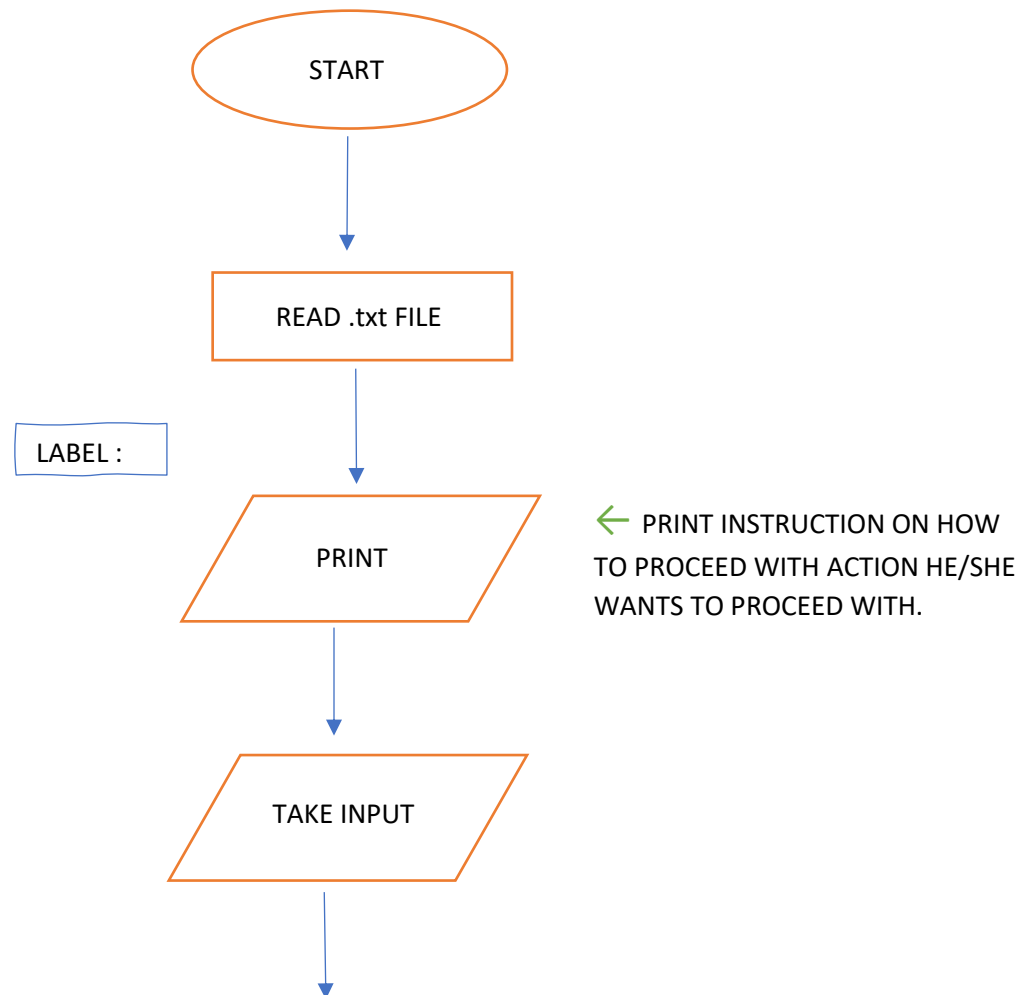 START
READ .txt FILE
LABEL :
PRINT
← PRINT INSTRUCTION ON HOW
TO PROCEED WITH ACTION HE/SHE
WANTS TO PROCEED WITH.
TAKE INPUT